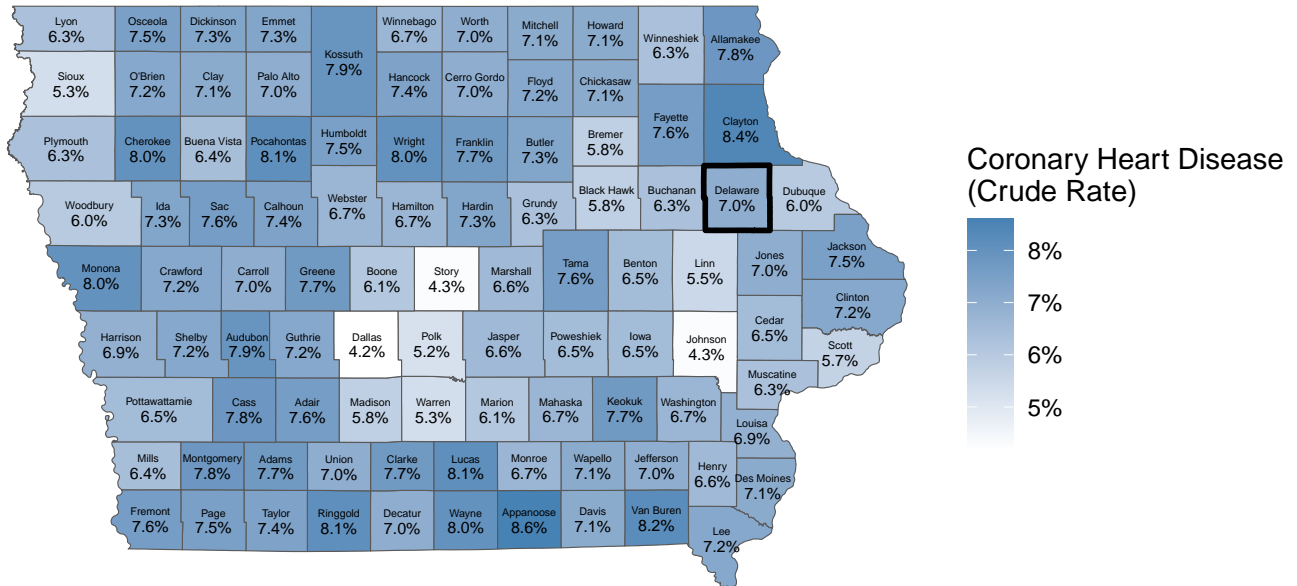 Lyon
6.3%
Osceola
7.5%
Dickinson
7.3%
Emmet
7.3%
Kossuth
7.9%
Winnebago
6.7%
Worth
7.0%
Mitchell
7.1%
Howard
7.1%
Winneshiek
6.3%
Allamakee
7.8%
Sioux
5.3%
O'Brien
7.2%
Clay
7.1%
Palo Alto
7.0%
Hancock
7.4%
Cerro Gordo
7.0%
Floyd
7.2%
Chickasaw
7.1%
Fayette
7.6%
Clayton
8.4%
Plymouth
6.3%
Cherokee
8.0%
Buena Vista
6.4%
Pocahontas
8.1%
Humboldt
7.5%
Wright
8.0%
Franklin
7.7%
Butler
7.3%
Bremer
5.8%
Woodbury
6.0%
Ida
7.3%
Sac
7.6%
Calhoun
7.4%
Webster
6.7%
Hamilton
6.7%
Hardin
7.3%
Grundy
6.3%
Black Hawk
5.8%
Buchanan
6.3%
Delaware
7.0%
Dubuque
6.0%
Monona
8.0%
Crawford
7.2%
Carroll
7.0%
Greene
7.7%
Boone
6.1%
Story
4.3%
Marshall
6.6%
Tama
7.6%
Benton
6.5%
Linn
5.5%
Jones
7.0%
Jackson
7.5%
Clinton
7.2%
Harrison
6.9%
Shelby
7.2%
Audubon
7.9%
Guthrie
7.2%
Dallas
4.2%
Polk
5.2%
Jasper
6.6%
Poweshiek
6.5%
Iowa
6.5%
Johnson
4.3%
Cedar
6.5%
Scott
5.7%
Muscatine
6.3%
Pottawattamie
6.5%
Cass
7.8%
Adair
7.6%
Madison
5.8%
Warren
5.3%
Marion
6.1%
Mahaska
6.7%
Keokuk
7.7%
Washington
6.7%
Louisa
6.9%
Mills
6.4%
Montgomery
7.8%
Adams
7.7%
Union
7.0%
Clarke
7.7%
Lucas
8.1%
Monroe
6.7%
Wapello
7.1%
Jefferson
7.0%
Henry
6.6%
Des Moines
7.1%
Fremont
7.6%
Page
7.5%
Taylor
7.4%
Ringgold
8.1%
Decatur
7.0%
Wayne
8.0%
Appanoose
8.6%
Davis
7.1%
Van Buren
8.2%
Lee
7.2%
Coronary Heart Disease
(Crude Rate)
8%
7%
6%
5%